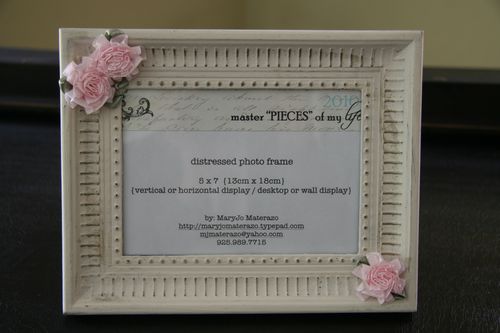 2010
master "PIECES" of my life
distressed photo frame
5 x 7 {13cm x 18cm}
{vertical or horizontal display / desktop or wall display}
by: MaryJo Materazo
http://maryjomaterazo.typepad.com
mjmaterazo@yahoo.com
925.989.7715